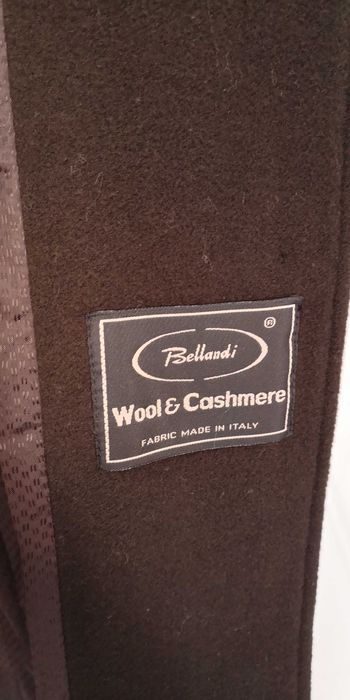 ®
Bellandi
Wool & Cashmere
FABRIC MADE IN ITALY